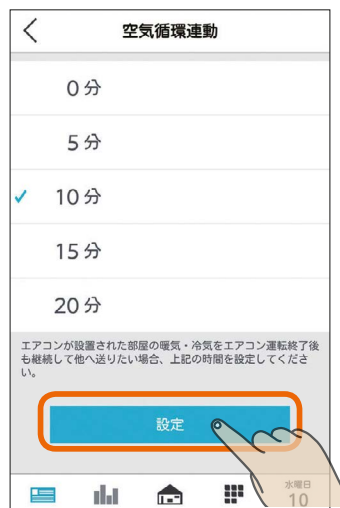 空気循環連動
0分
5分
10分
15分
20分
エアコンが設置された部屋の暖気・冷気をエアコン運転終了後
も継続して他へ送りたい場合、上記の時間を設定してくださ
い。
設定
水曜日
10